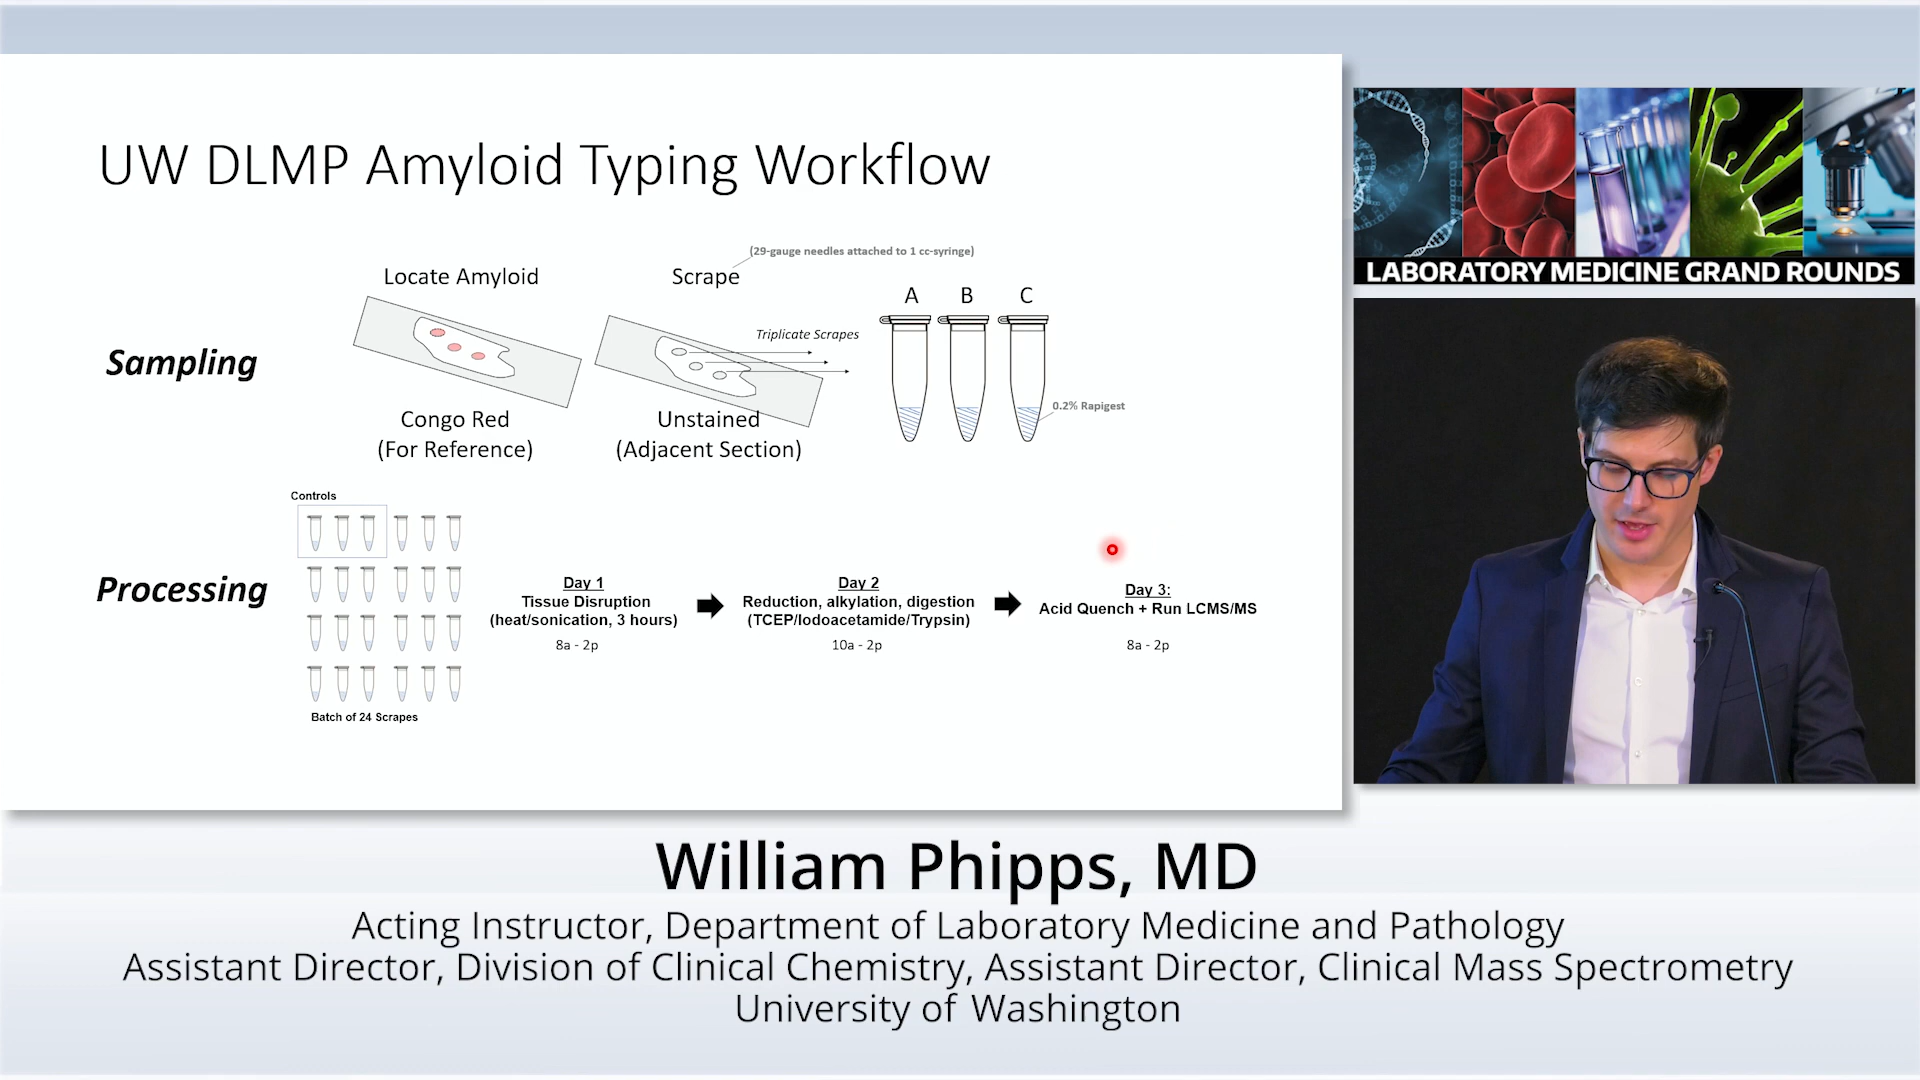 UW DLMP Amyloid Typing Workflow
(29-gauge needles attached to 1 cc-syringe)
Locate Amyloid
Scrape
A B C
Triplicate Scrapes
Sampling
0.2% Rapigest
Congo Red
(For Reference)
Unstained
(Adjacent Section)
Controls
Processing
Day 1
Tissue Disruption
(heat/sonication, 3 hours)
8a - 2p
Day 2
Reduction, alkylation, digestion
(TCEP/Iodoacetamide/Trypsin)
10a - 2p
Day 3:
Acid Quench + Run LCMS/MS
8a - 2p
Batch of 24 Scrapes
LABORATORY MEDICINE GRAND ROUNDS
William Phipps, MD
Acting Instructor, Department of Laboratory Medicine and Pathology
Assistant Director, Division of Clinical Chemistry, Assistant Director, Clinical Mass Spectrometry
University of Washington